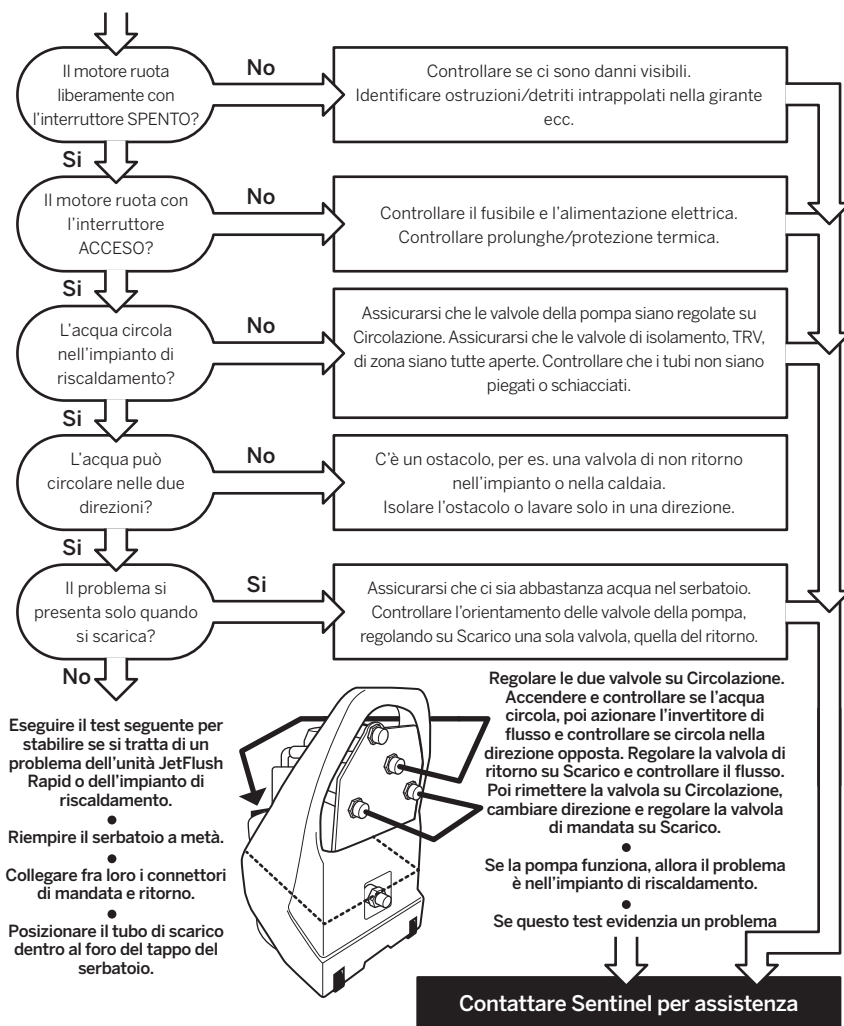 Il motore ruota
liberamente con
l'interruttore SPENTO?
No
Controllare se ci sono danni visibili.
Identificare ostruzioni/detriti intrappolati nella girante
ecc.
Si
Il motore ruota con
l'interruttore
ACCESO?
No
Controllare il fusibile e l'alimentazione elettrica.
Controllare prolunghe/protezione termica.
Si
L'acqua circola
nell'impianto di
riscaldamento?
No
Assicurarsi che le valvole della pompa siano regolate su
Circolazione. Assicurarsi che le valvole di isolamento, TRV,
di zona siano tutte aperte. Controllare che i tubi non siano
piegati o schiacciati.
Si
L'acqua può
circolare nelle due
direzioni?
No
C'è un ostacolo, per es. una valvola di non ritorno
nell'impianto o nella caldaia.
Isolare l'ostacolo o lavare solo in una direzione.
Si
Il problema si
presenta solo quando
si scarica?
Si
Assicurarsi che ci sia abbastanza acqua nel serbatoio.
Controllare l'orientamento delle valvole della pompa,
regolando su Scarico una sola valvola, quella del ritorno.
No
Eseguire il test seguente per
stabilire se si tratta di un
problema dell'unità JetFlush
Rapid o dell'impianto di
riscaldamento.
•
Riempire il serbatoio a metà.
•
Collegare fra loro i connettori
di mandata e ritorno.
•
Posizionare il tubo di scarico
dentro al foro del tappo del
serbatoio.
Regolare le due valvole su Circolazione.
Accendere e controllare se l'acqua
circola, poi azionare l'invertitore di
flusso e controllare se circola nella
direzione opposta. Regolare la valvola di
ritorno su Scarico e controllare il flusso.
Poi rimettere la valvola su Circolazione,
cambiare direzione e regolare la valvola
di mandata su Scarico.
•
Se la pompa funziona, allora il problema
è nell'impianto di riscaldamento.
•
Se questo test evidenzia un problema
Contattare Sentinel per assistenza